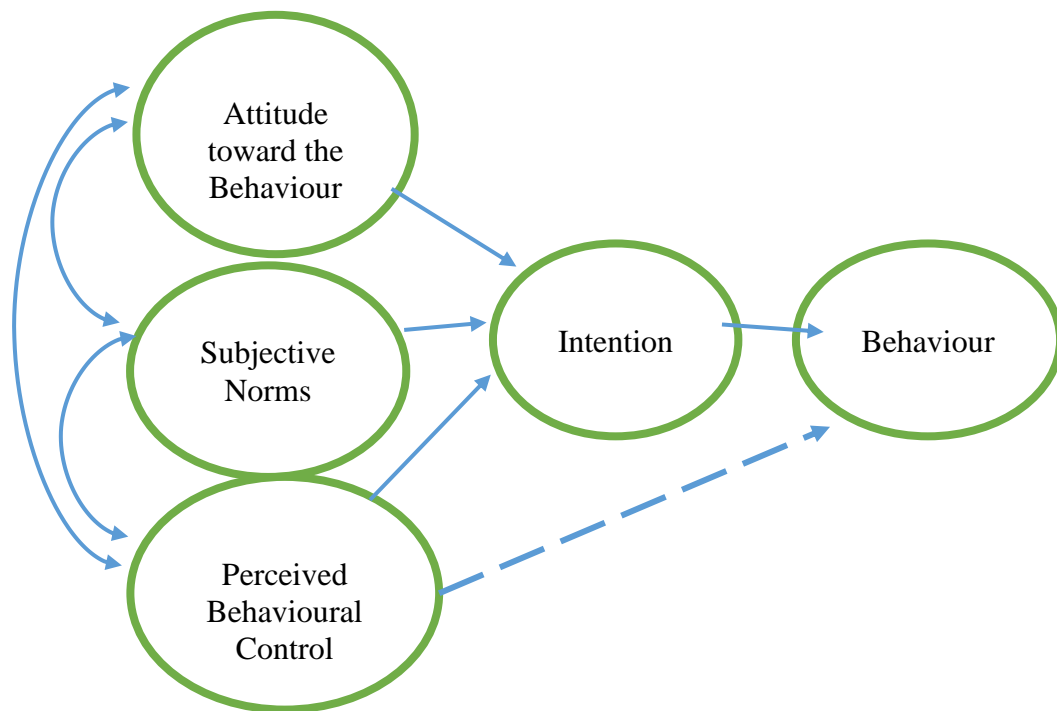 Attitude
toward the
Behaviour
Subjective
Norms
Perceived
Behavioural
Control
Intention
Behaviour